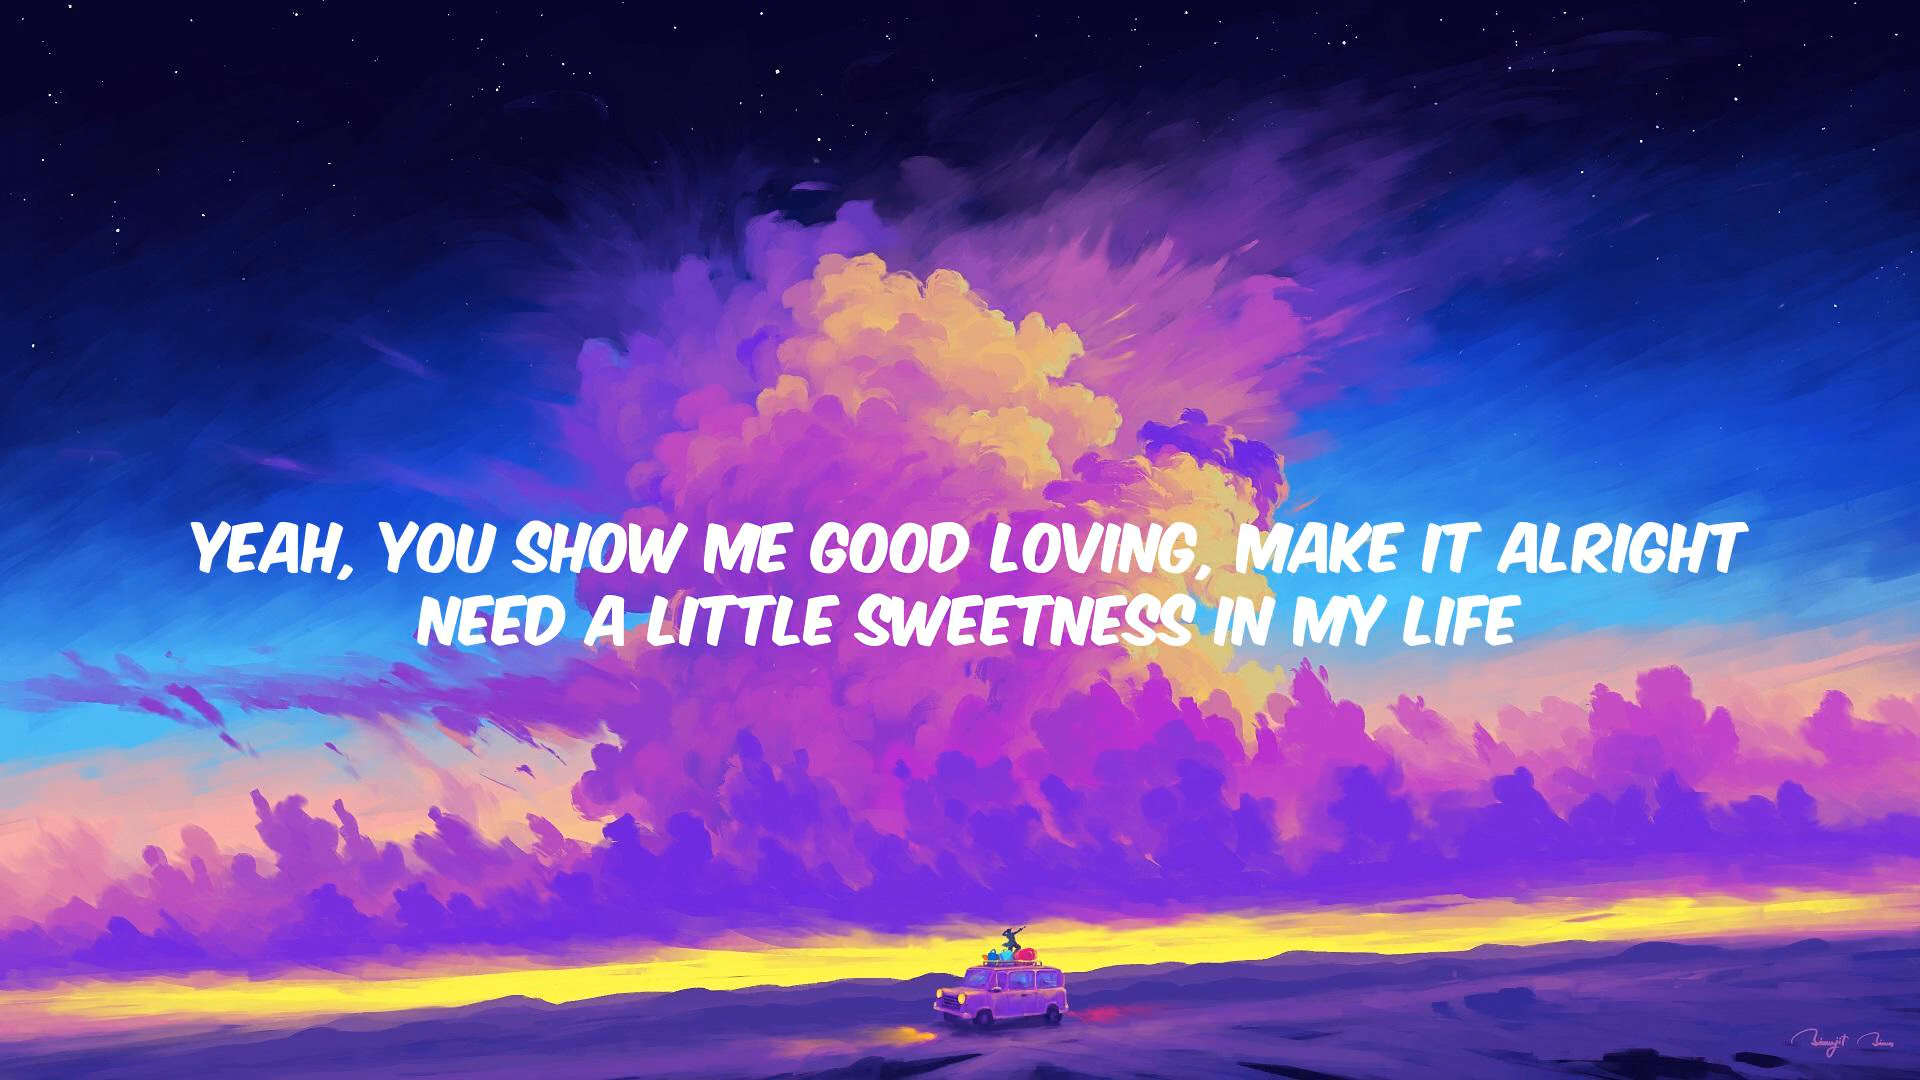 YEAH, YOU SHOW ME GOOD LOVING, MAKE IT ALRIGHT
NEED A LITTLE SWEETNESS IN MY LIFE